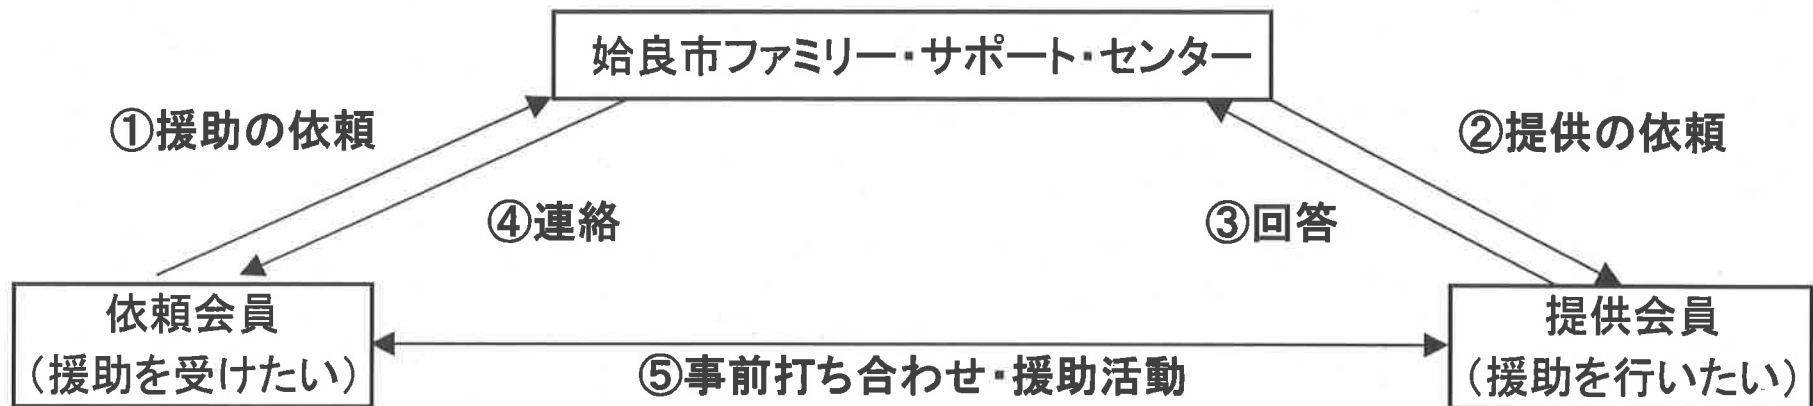 姶良市ファミリー・サポート・センター
①援助の依頼
②提供の依頼
④連絡
③回答
依頼会員
（援助を受けたい）
提供会員
（援助を行いたい）
⑤事前打ち合わせ・援助活動